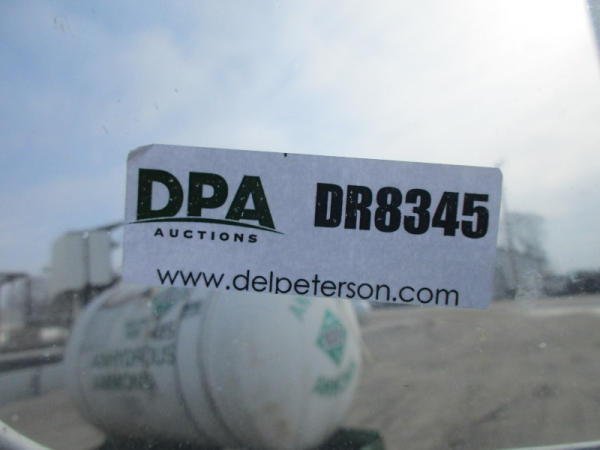 DPA
AUCTIONS
DR8345
www.delpeterson.com
ANHYDROUS
AMMONIA